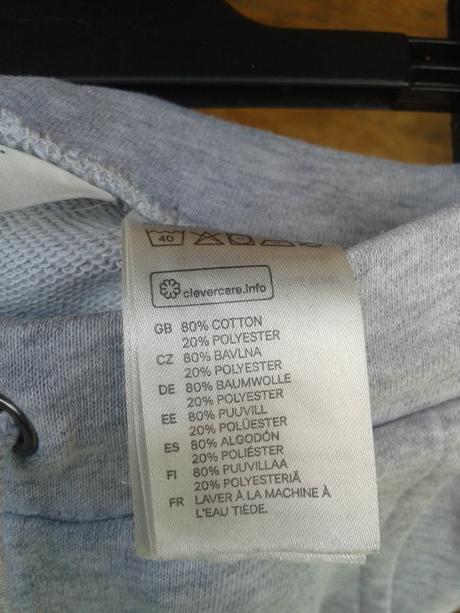 40
clevercare.info
GB 80% COTTON
20% POLYESTER
CZ 80% BAVLNA
20% POLYESTER
DE 80% BAUMWOLLE
20% POLYESTER
EE 80% PUUVILL
20% POLÜESTER
ES 80% ALGODÓN
20% POLIÉSTER
FI 80% PUUVILLAA
20% POLYESTERIÄ
FR LAVER À LA MACHINE À
L'EAU TIÈDE.